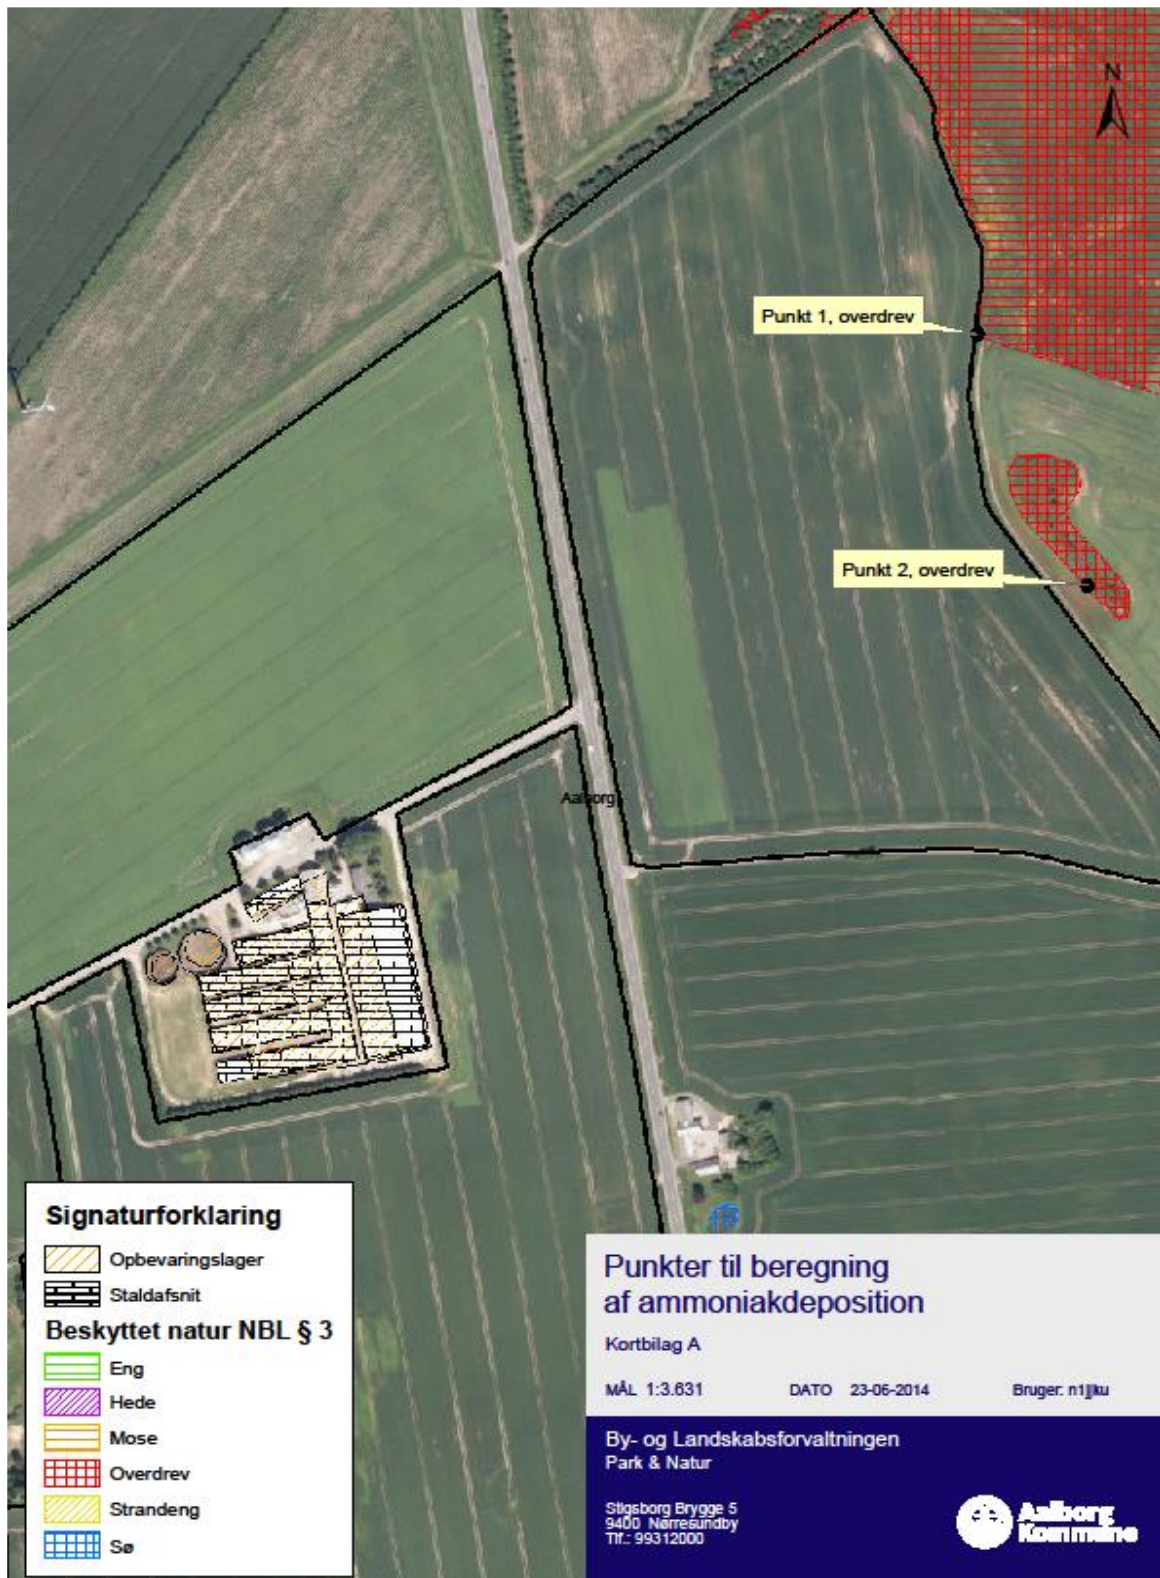 N
Punkt 1, overdrev
Punkt 2, overdrev
Aalborg
Signaturforklaring
Opbevaringslager
Staldafsnit
Beskyttet natur NBL § 3
Eng
Hede
Mose
Overdrev
Strandeng
Sø
Punkter til beregning
af ammoniakdeposition
Kortbilag A
MÅL 1:3.631 DATO 23-06-2014 Bruger: n1jjku
By- og Landskabsforvaltningen
Park & Natur
Stigsborg Brygge 5
9400 Nørresundby
Tlf.: 99312000
Aalborg
Kommune